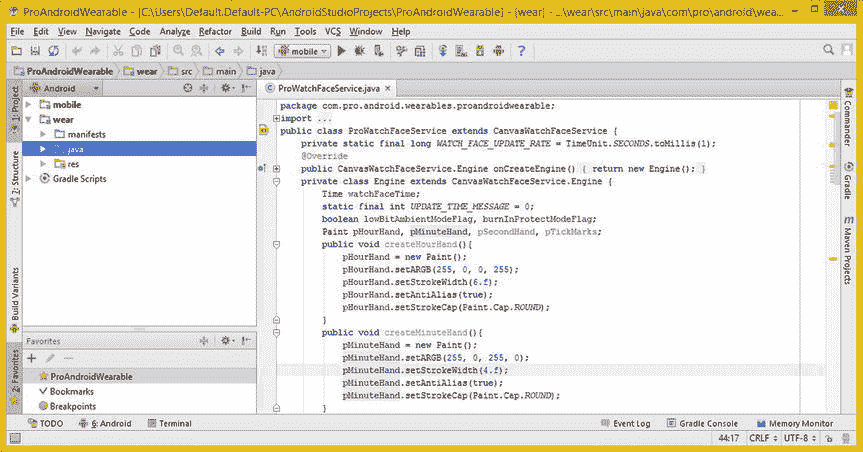 ProAndroidWearable - [C:\Users\Default.Default-PC\AndroidStudioProjects\ProAndroidWearable] - [wear] - ...\wear\src\main\java\com\pro\android\wea...
File Edit View Navigate Code Analyze Refactor Build Run Tools VCS Window Help
mobile
ProAndroidWearable wear src main java
Android
ProWatchFaceService.java
1: Project
2: Structure
Build Variants
2: Favorites
mobile
wear
manifests
java
res
Gradle Scripts
Favorites
ProAndroidWearable
Bookmarks
Breakpoints
package com.pro.android.wearables.proandroidwearable;
import ...
public class ProWatchFaceService extends CanvasWatchFaceService {
private static final long WATCH_FACE_UPDATE_RATE = TimeUnit.SECONDS.toMillis(1);
@Override
public CanvasWatchFaceService.Engine onCreateEngine() { return new Engine(); }
private class Engine extends CanvasWatchFaceService.Engine {
Time watchFaceTime;
static final int UPDATE_TIME_MESSAGE = 0;
boolean lowBitAmbientModeFlag, burnInProtectModeFlag;
Paint pHourHand, pMinuteHand, pSecondHand, pTickMarks;
public void createHourHand(){
pHourHand = new Paint();
pHourHand.setARGB(255, 0, 0, 255);
pHourHand.setStrokeWidth(6.f);
pHourHand.setAntiAlias(true);
pHourHand.setStrokeCap(Paint.Cap.ROUND);
}
public void createMinuteHand(){
pMinuteHand = new Paint();
pMinuteHand.setARGB(255, 0, 255, 0);
pMinuteHand.setStrokeWidth(4.f);
pMinuteHand.setAntiAlias(true);
pMinuteHand.setStrokeCap(Paint.Cap.ROUND);
}
Commander
Gradle
Maven Projects
TODO 6: Android Terminal Event Log Gradle Console Memory Monitor
44:17 CRLF UTF-8